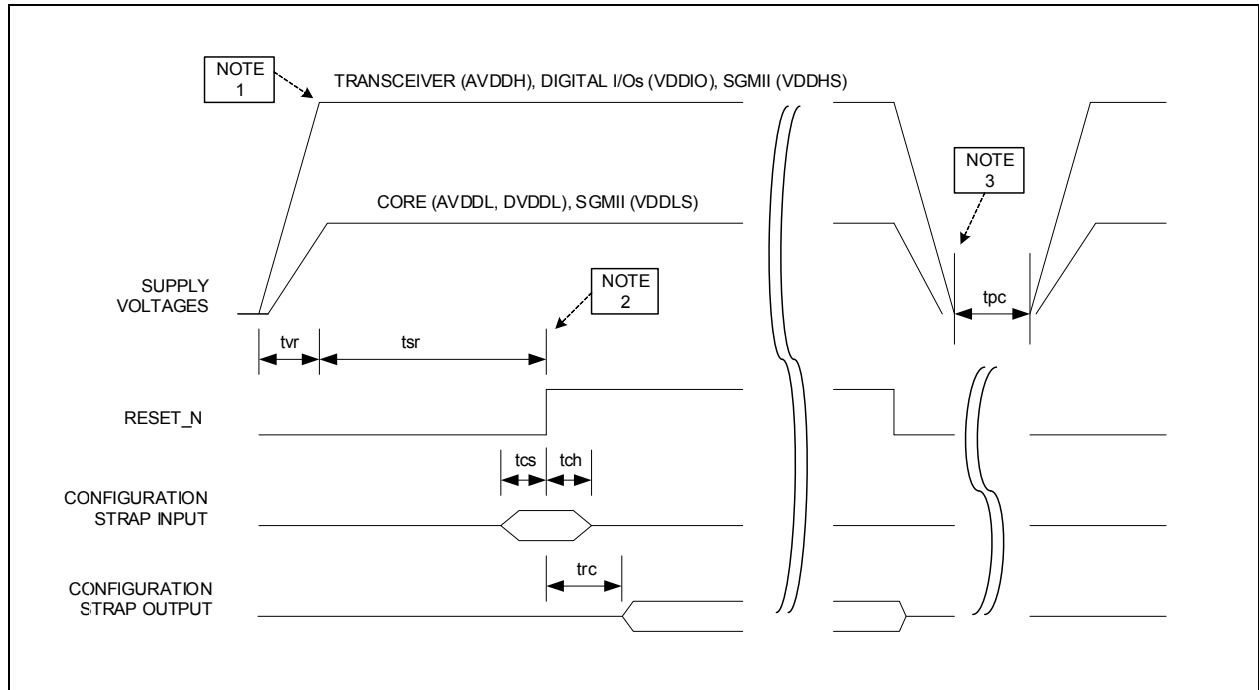 NOTE
1
TRANSCEIVER (AVDDH), DIGITAL I/Os (VDDIO), SGMII (VDDHS)
NOTE
3
CORE (AVDDL, DVDDL), SGMII (VDDLS)
NOTE
2
SUPPLY
VOLTAGES
tpc
tvr
tsr
RESET_N
tcs
tch
CONFIGURATION
STRAP INPUT
trc
CONFIGURATION
STRAP OUTPUT